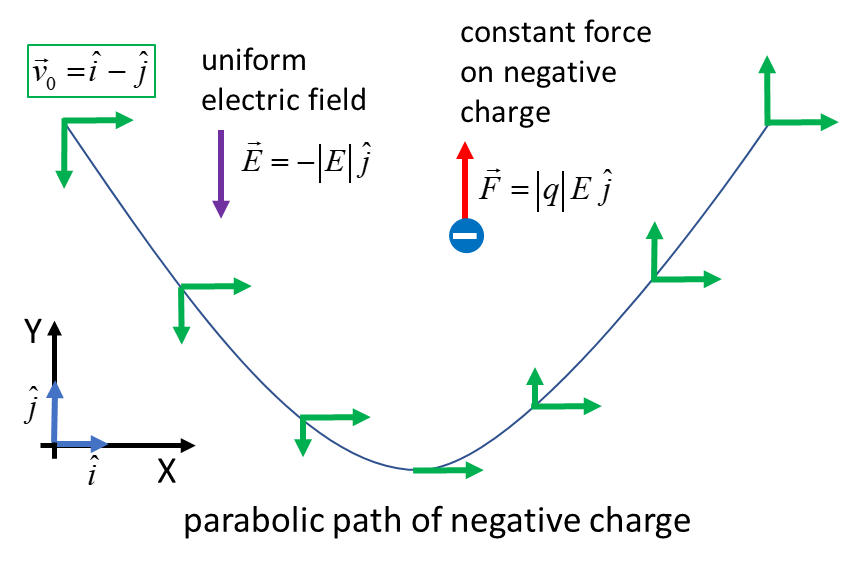 v⃗₀ = î − ĵ
uniform
electric field
E⃗ = −|E| ĵ
constant force
on negative
charge
F⃗ = |q| E ĵ
Y
ĵ
î
X
parabolic path of negative charge